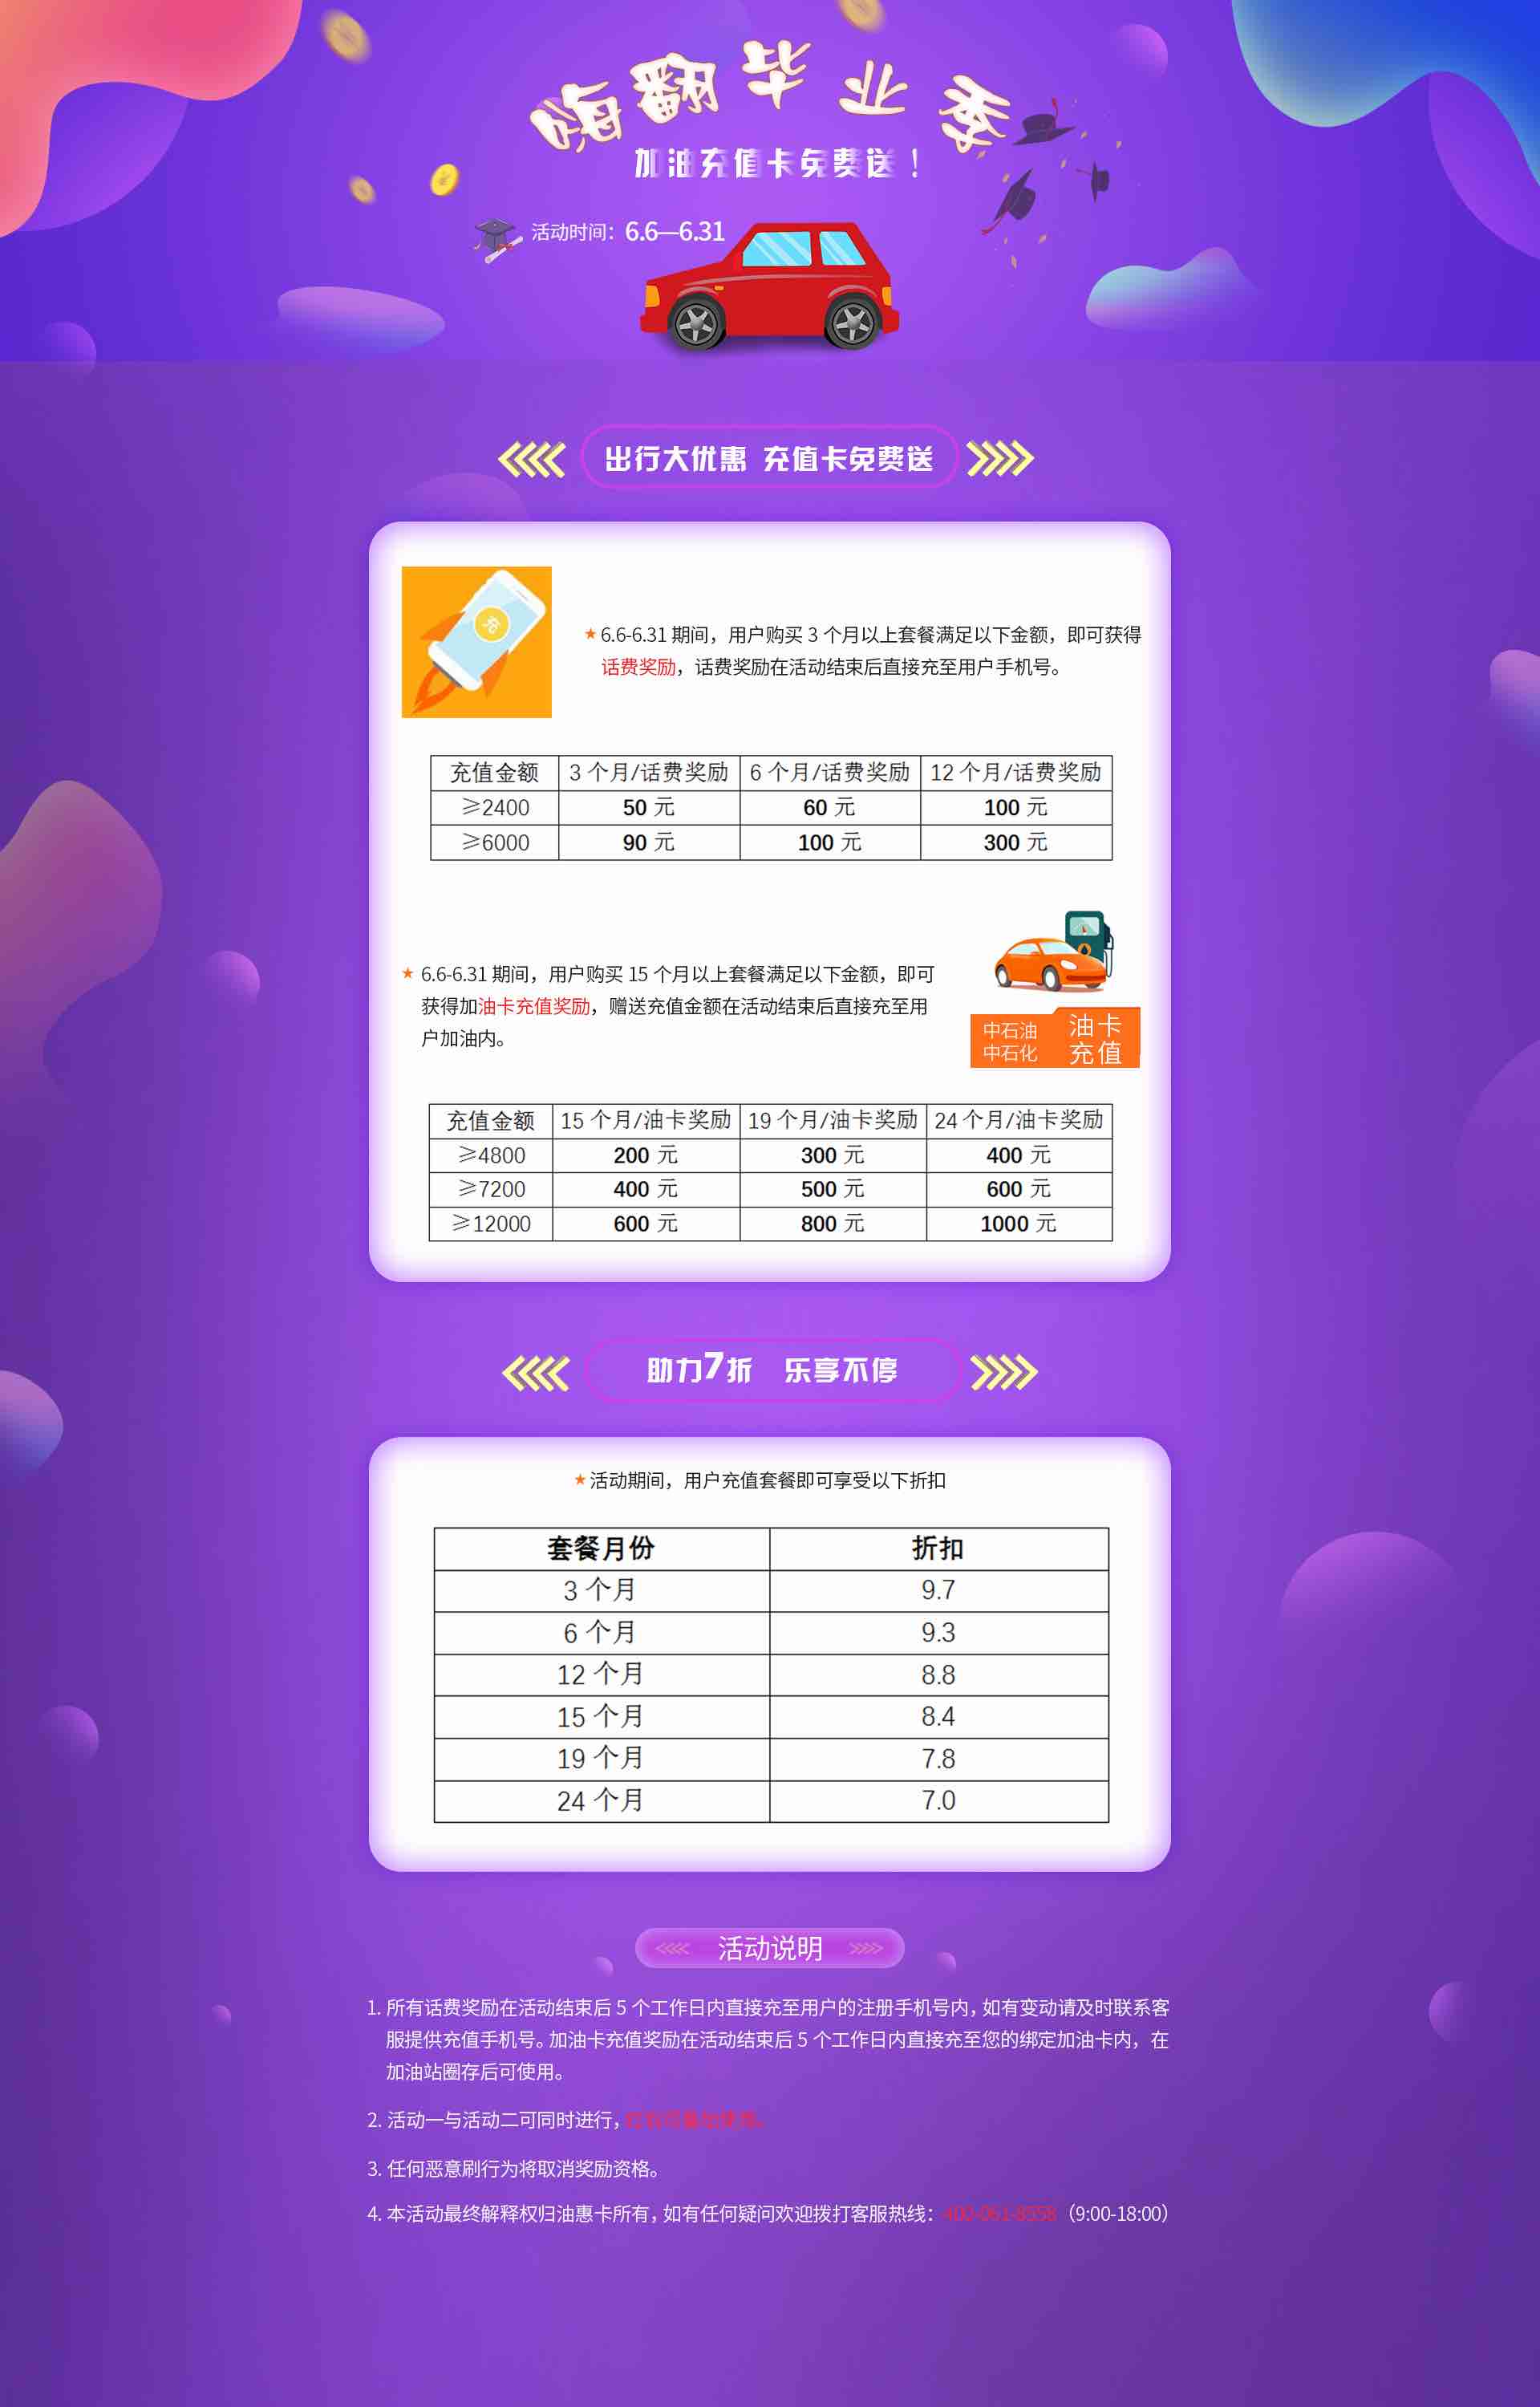 嗨翻毕业季
加油充值卡免费送！
活动时间：6.6—6.31
出行大优惠 充值卡免费送
充
★6.6-6.31 期间，用户购买 3 个月以上套餐满足以下金额，即可获得
话费奖励，话费奖励在活动结束后直接充至用户手机号。
充值金额 3 个月/话费奖励 6 个月/话费奖励 12 个月/话费奖励
≥2400 50 元 60 元 100 元
≥6000 90 元 100 元 300 元
★ 6.6-6.31 期间，用户购买 15 个月以上套餐满足以下金额，即可
获得加油卡充值奖励，赠送充值金额在活动结束后直接充至用
户加油内。
中石油
中石化
油卡
充值
充值金额 15 个月/油卡奖励 19 个月/油卡奖励 24 个月/油卡奖励
≥4800 200 元 300 元 400 元
≥7200 400 元 500 元 600 元
≥12000 600 元 800 元 1000 元
助力7折 乐享不停
★活动期间，用户充值套餐即可享受以下折扣
套餐月份 折扣
3 个月 9.7
6 个月 9.3
12 个月 8.8
15 个月 8.4
19 个月 7.8
24 个月 7.0
活动说明
1. 所有话费奖励在活动结束后 5 个工作日内直接充至用户的注册手机号内，如有变动请及时联系客
服提供充值手机号。加油卡充值奖励在活动结束后 5 个工作日内直接充至您的绑定加油卡内，在
加油站圈存后可使用。
2. 活动一与活动二可同时进行，
3. 任何恶意刷行为将取消奖励资格。
4. 本活动最终解释权归油惠卡所有，如有任何疑问欢迎拨打客服热线：（9:00-18:00）